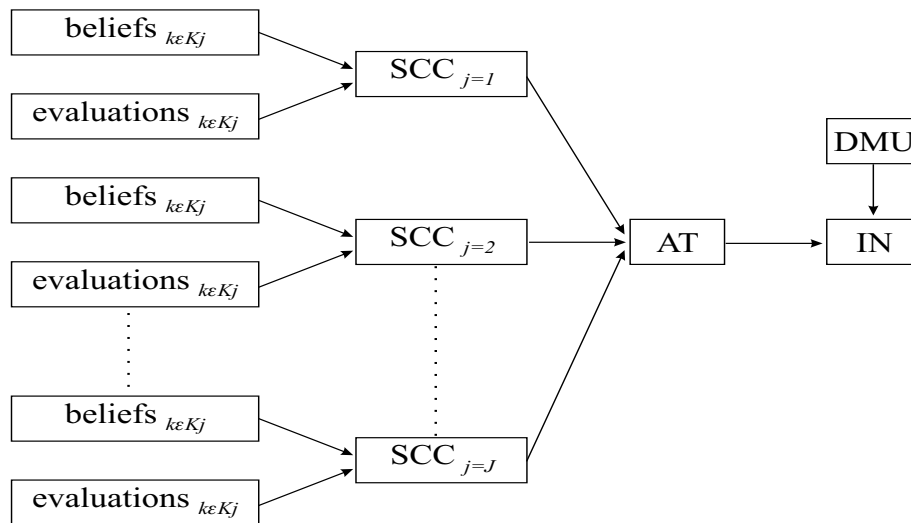 beliefs kεKj
SCC j=1
evaluations kεKj
DMU
beliefs kεKj
SCC j=2
AT
IN
evaluations kεKj
beliefs kεKj
SCC j=J
evaluations kεKj